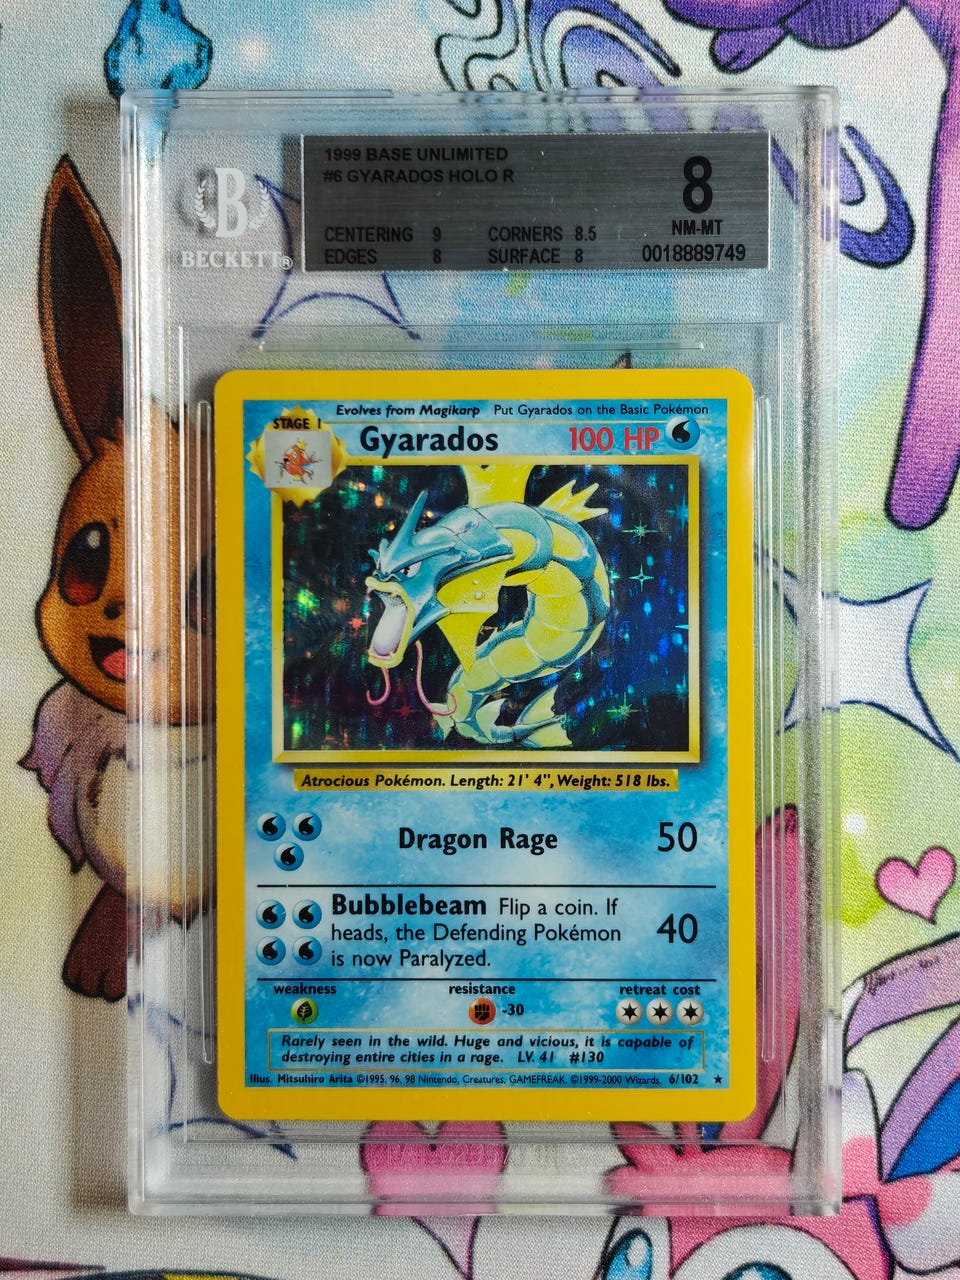 1999 BASE UNLIMITED
#6 GYARADOS HOLO R
8
NM-MT
CENTERING 9 CORNERS 8.5
EDGES 8 SURFACE 8
0018889749
B
BECKETT®
Evolves from Magikarp Put Gyarados on the Basic Pokémon
STAGE 1
Gyarados 100 HP
Atrocious Pokémon. Length: 21' 4", Weight: 518 lbs.
Dragon Rage 50
Bubblebeam Flip a coin. If
heads, the Defending Pokémon
is now Paralyzed.
40
weakness resistance retreat cost
-30
Rarely seen in the wild. Huge and vicious, it is capable of
destroying entire cities in a rage. LV. 41 #130
Illus. Mitsuhiro Arita ©1995, 96, 98 Nintendo, Creatures, GAMEFREAK. ©1999-2000 Wizards. 6/102 ★